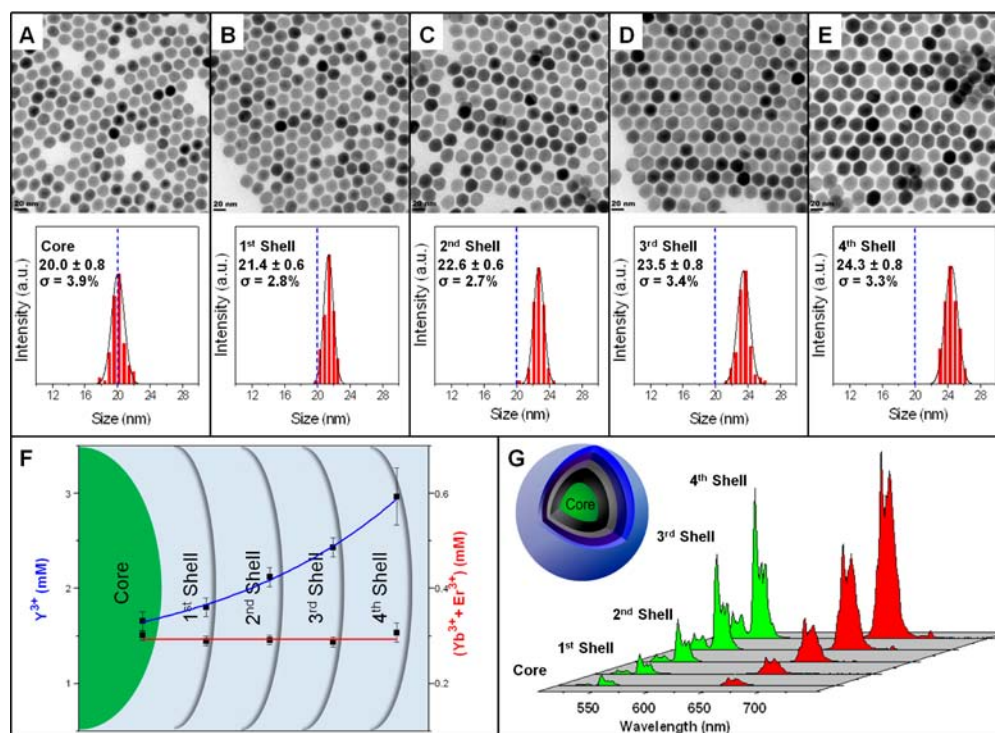 A
20 nm
B
20 nm
C
20 nm
D
20 nm
E
20 nm
Core
20.0 ± 0.8
σ = 3.9%
Intensity (a.u.)
12 16 20 24 28
Size (nm)
1st Shell
21.4 ± 0.6
σ = 2.8%
Intensity (a.u.)
12 16 20 24 28
Size (nm)
2nd Shell
22.6 ± 0.6
σ = 2.7%
Intensity (a.u.)
12 16 20 24 28
Size (nm)
3rd Shell
23.5 ± 0.8
σ = 3.4%
Intensity (a.u.)
12 16 20 24 28
Size (nm)
4th Shell
24.3 ± 0.8
σ = 3.3%
Intensity (a.u.)
12 16 20 24 28
Size (nm)
F
3
2
1
Y3+ (mM)
Core
1st Shell
2nd Shell
3rd Shell
4th Shell
0.6
0.4
0.2
(Yb3+ + Er3+) (mM)
G
Core
4th Shell
3rd Shell
2nd Shell
1st Shell
Core
550 600 650 700
Wavelength (nm)